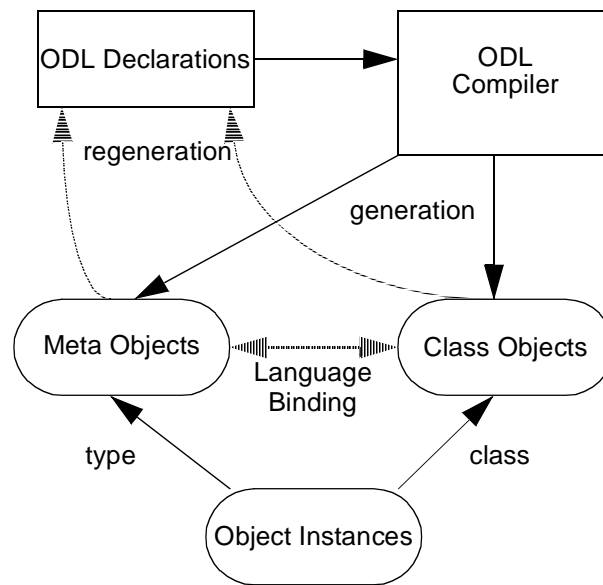 ODL Declarations
ODL
Compiler
regeneration
generation
Meta Objects
Class Objects
Language
Binding
type
class
Object Instances